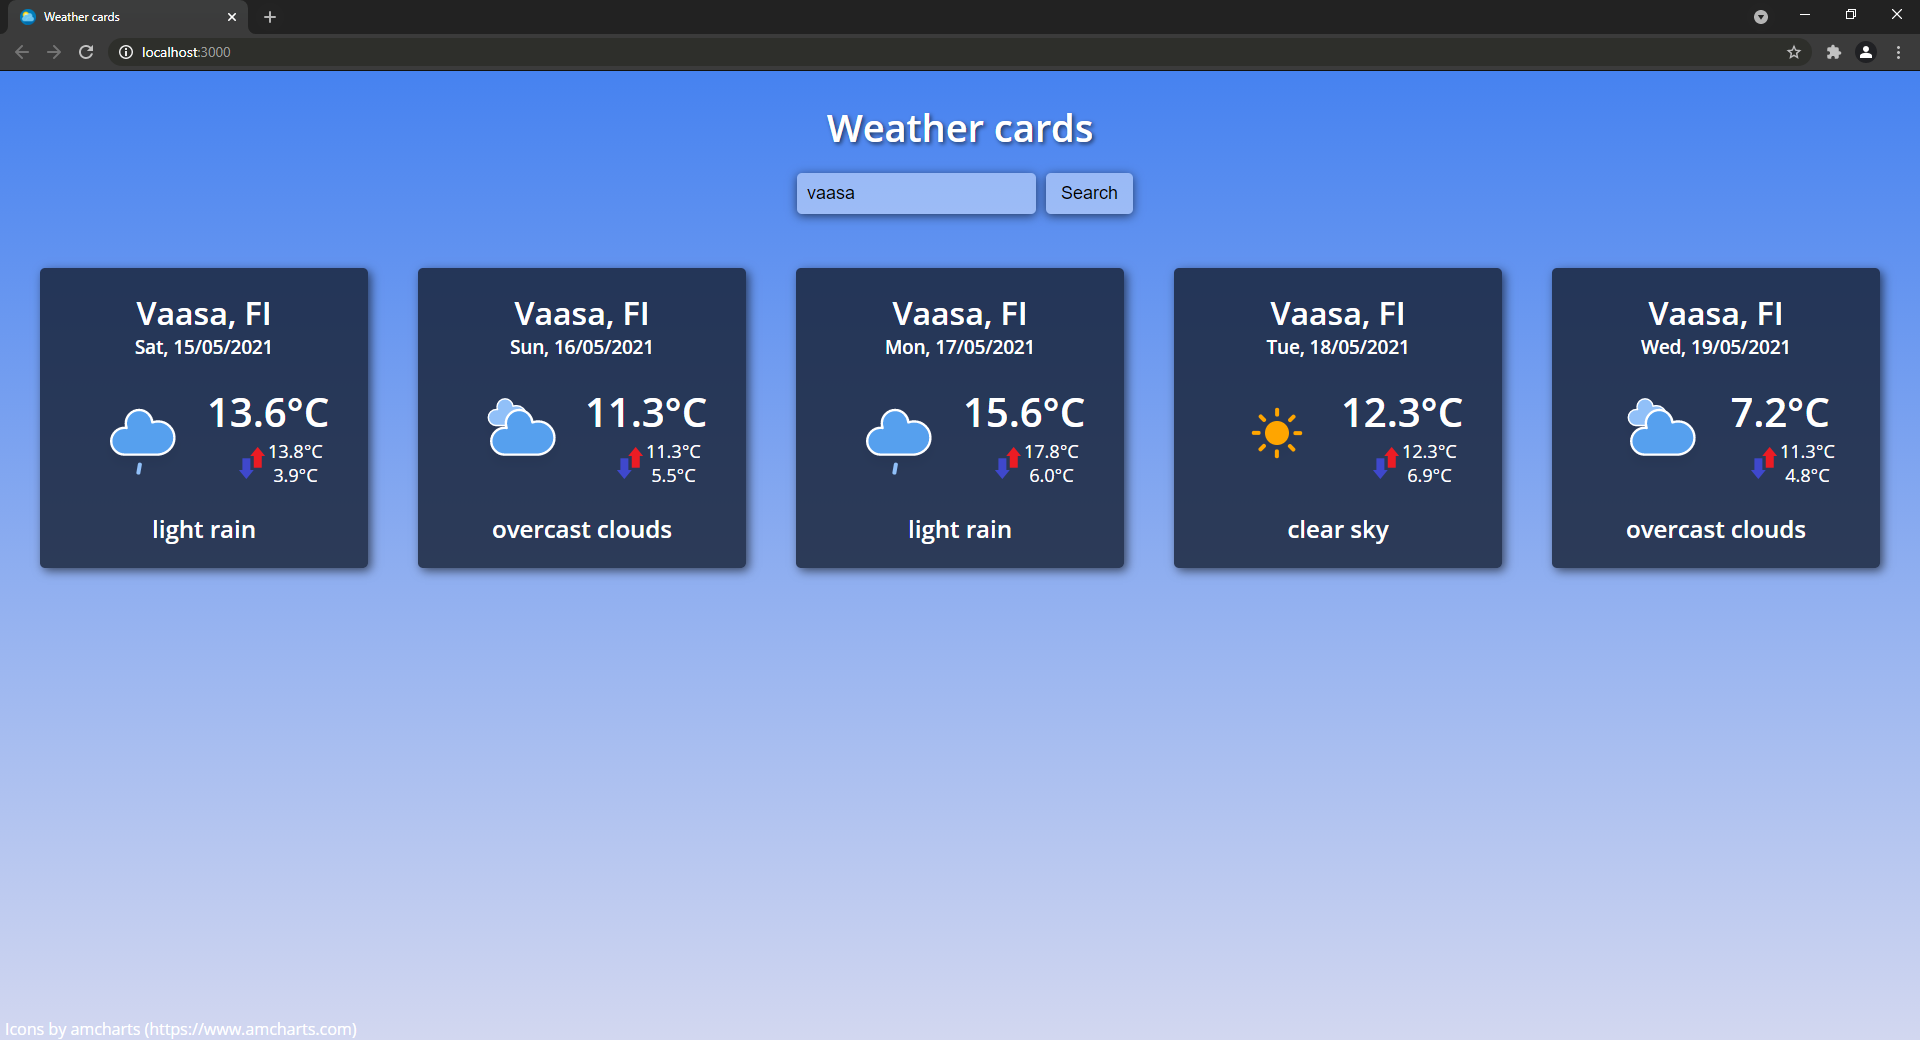 Weather cards
localhost:3000
Weather cards
vaasa
Search
Vaasa, FI
Sat, 15/05/2021
13.6°C
13.8°C
3.9°C
light rain
Vaasa, FI
Sun, 16/05/2021
11.3°C
11.3°C
5.5°C
overcast clouds
Vaasa, FI
Mon, 17/05/2021
15.6°C
17.8°C
6.0°C
light rain
Vaasa, FI
Tue, 18/05/2021
12.3°C
12.3°C
6.9°C
clear sky
Vaasa, FI
Wed, 19/05/2021
7.2°C
11.3°C
4.8°C
overcast clouds
Icons by amcharts (https://www.amcharts.com)